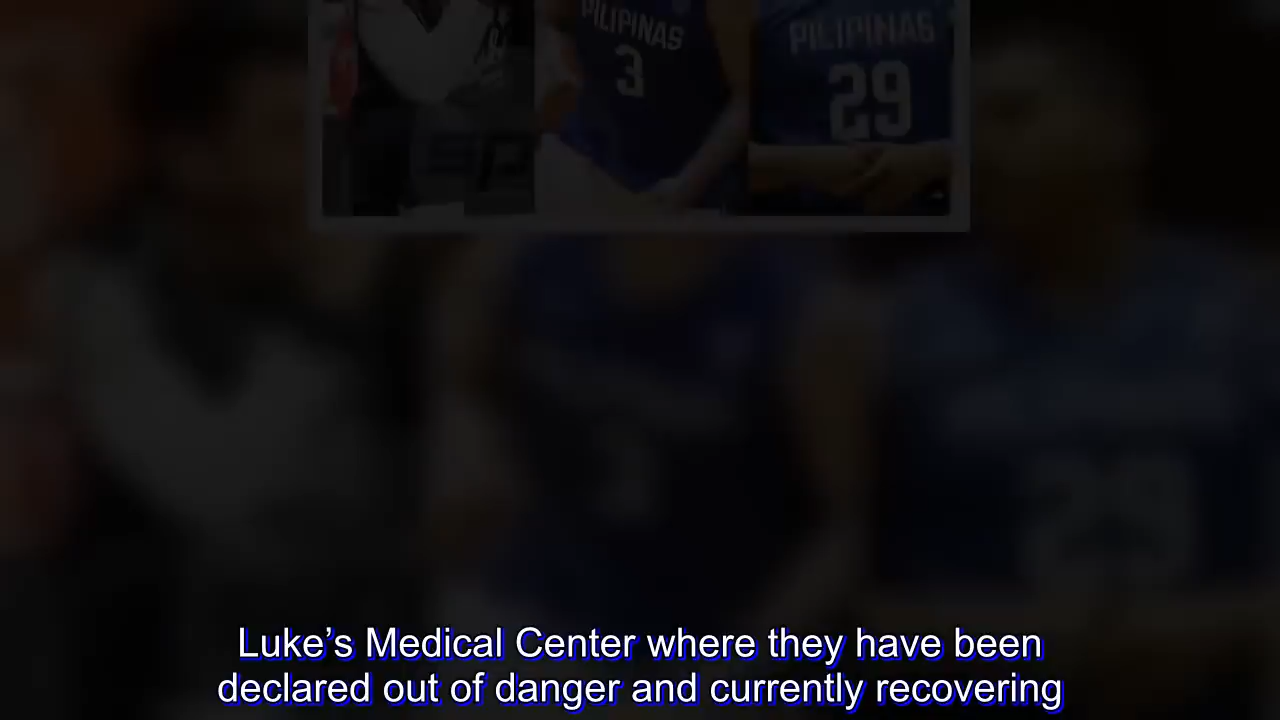 PILIPINAS
3
PILIPINAS
29
Luke’s Medical Center where they have been
declared out of danger and currently recovering